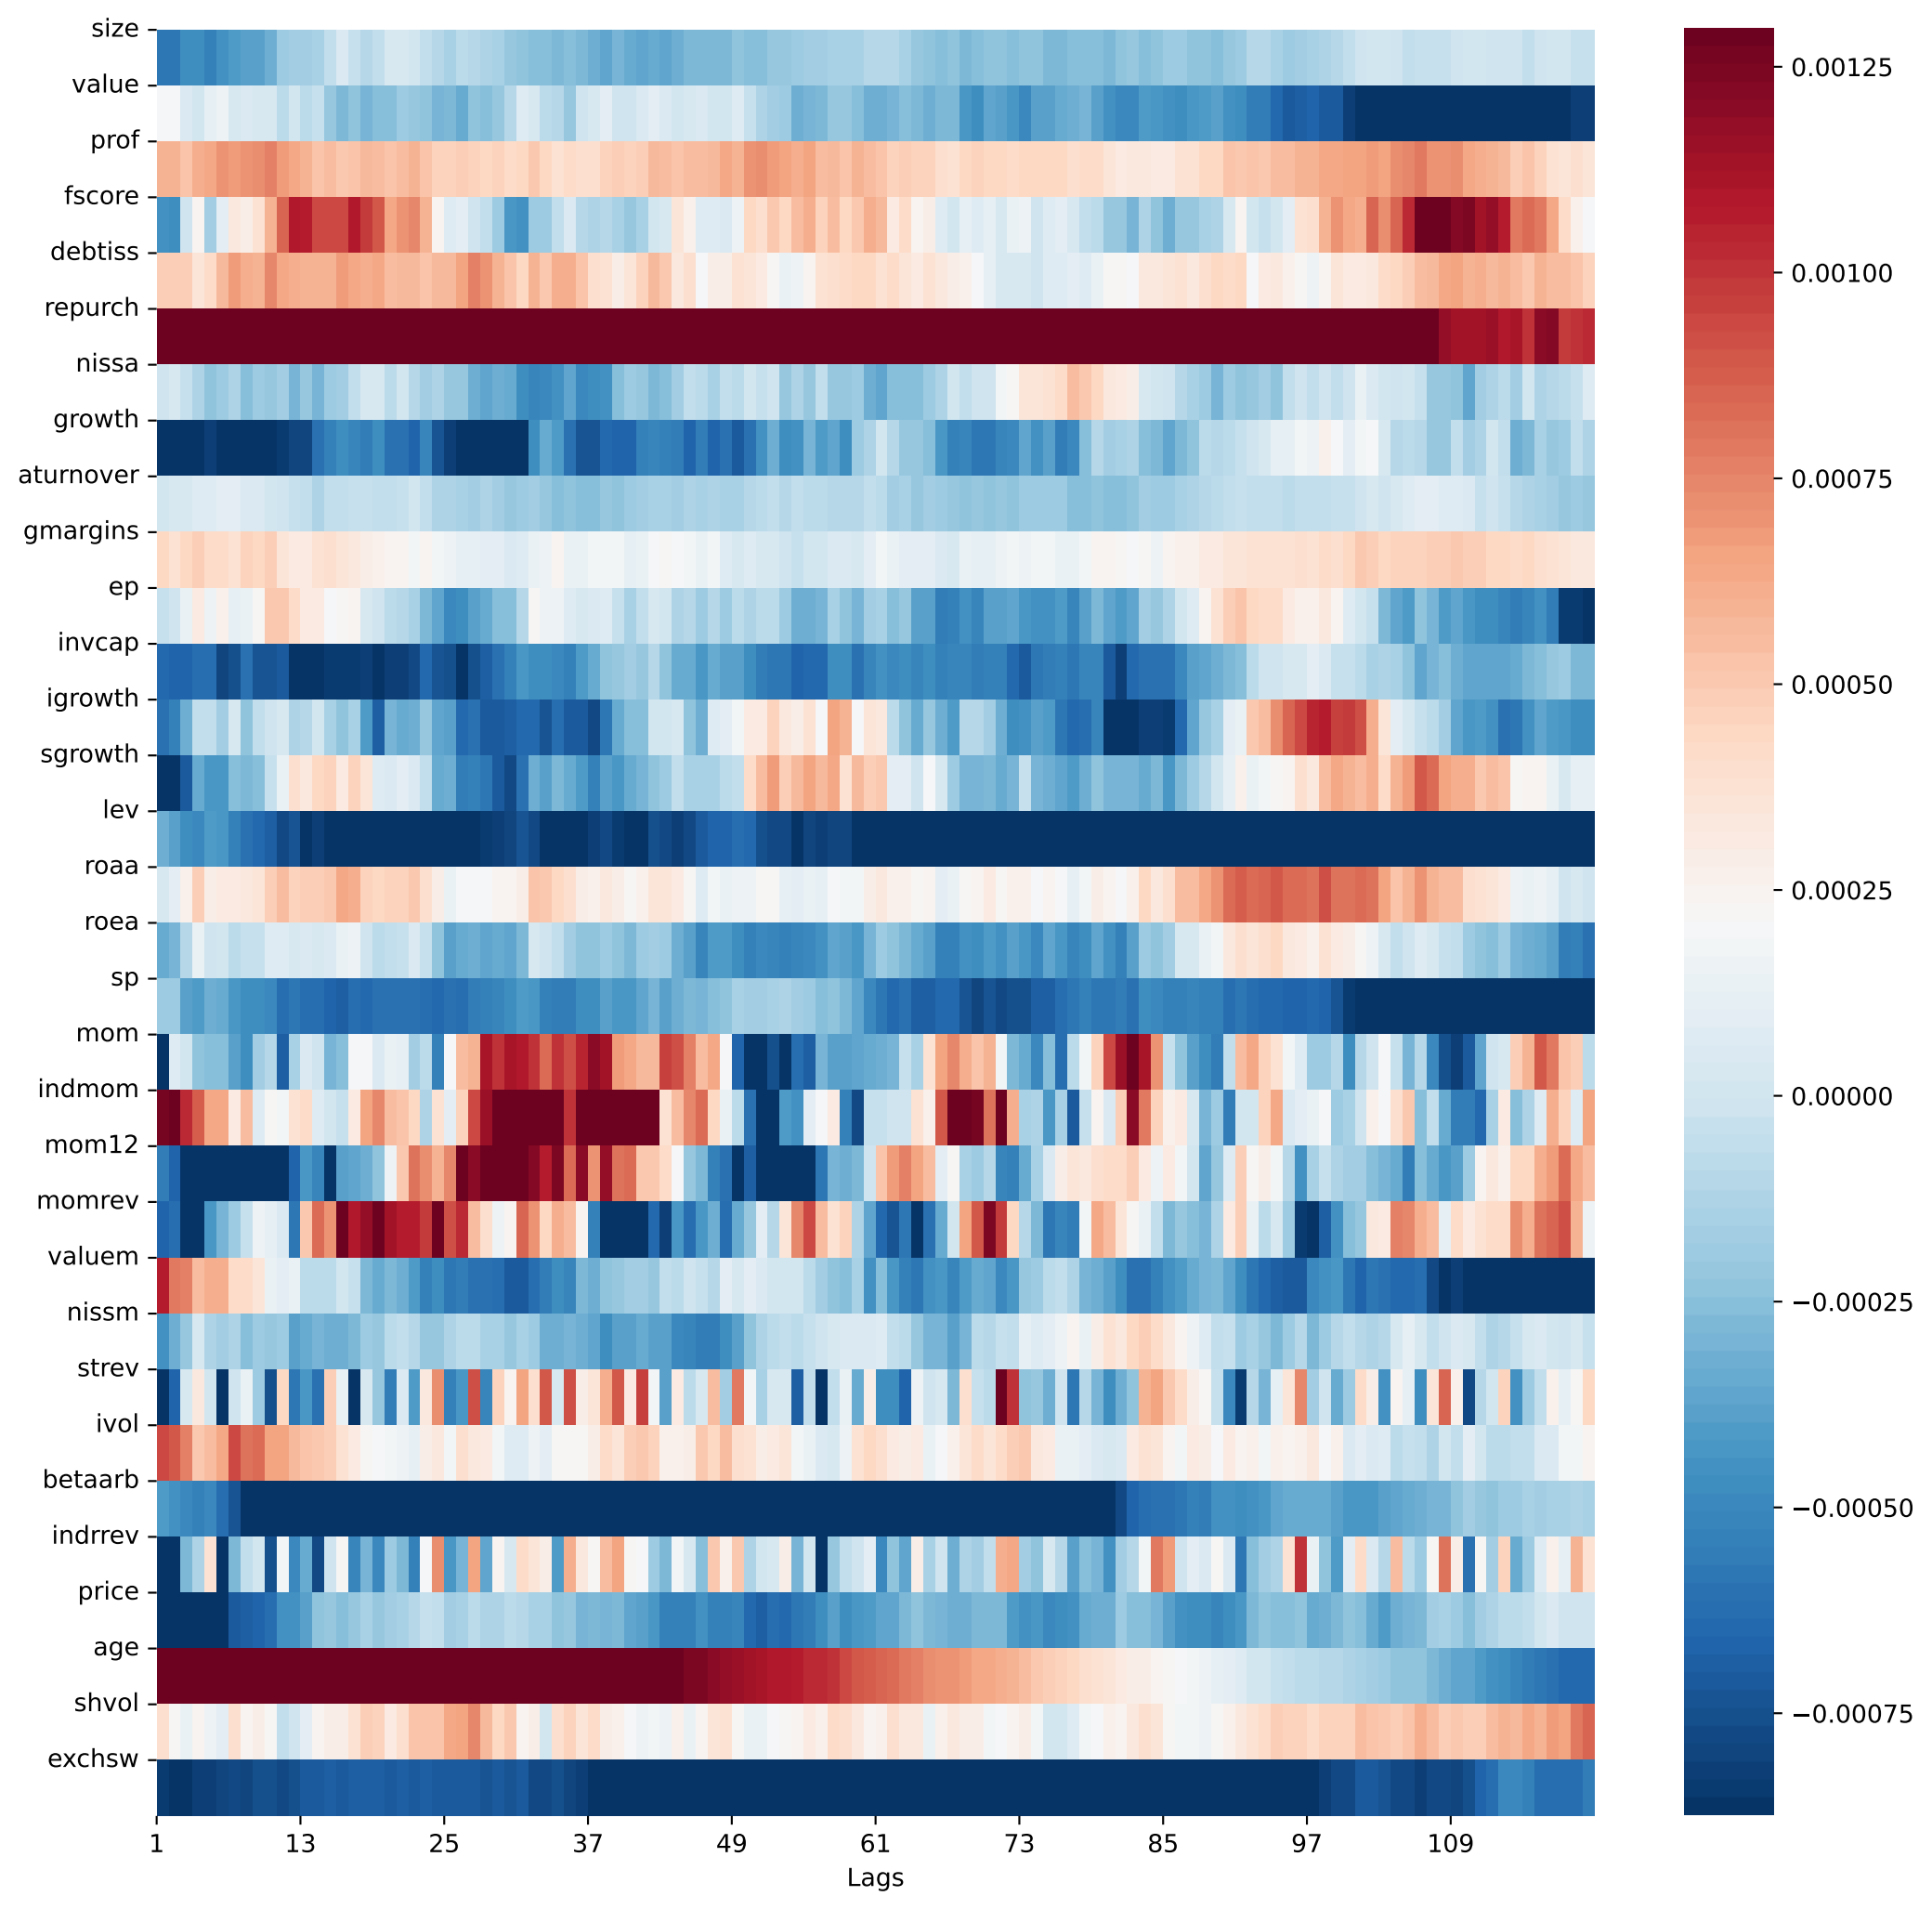 size
value
prof
fscore
debtiss
repurch
nissa
growth
aturnover
gmargins
ep
invcap
igrowth
sgrowth
lev
roaa
roea
sp
mom
indmom
mom12
momrev
valuem
nissm
strev
ivol
betaarb
indrrev
price
age
shvol
exchsw
1 13 25 37 49 61 73 85 97 109
Lags
0.00125
0.00100
0.00075
0.00050
0.00025
0.00000
−0.00025
−0.00050
−0.00075